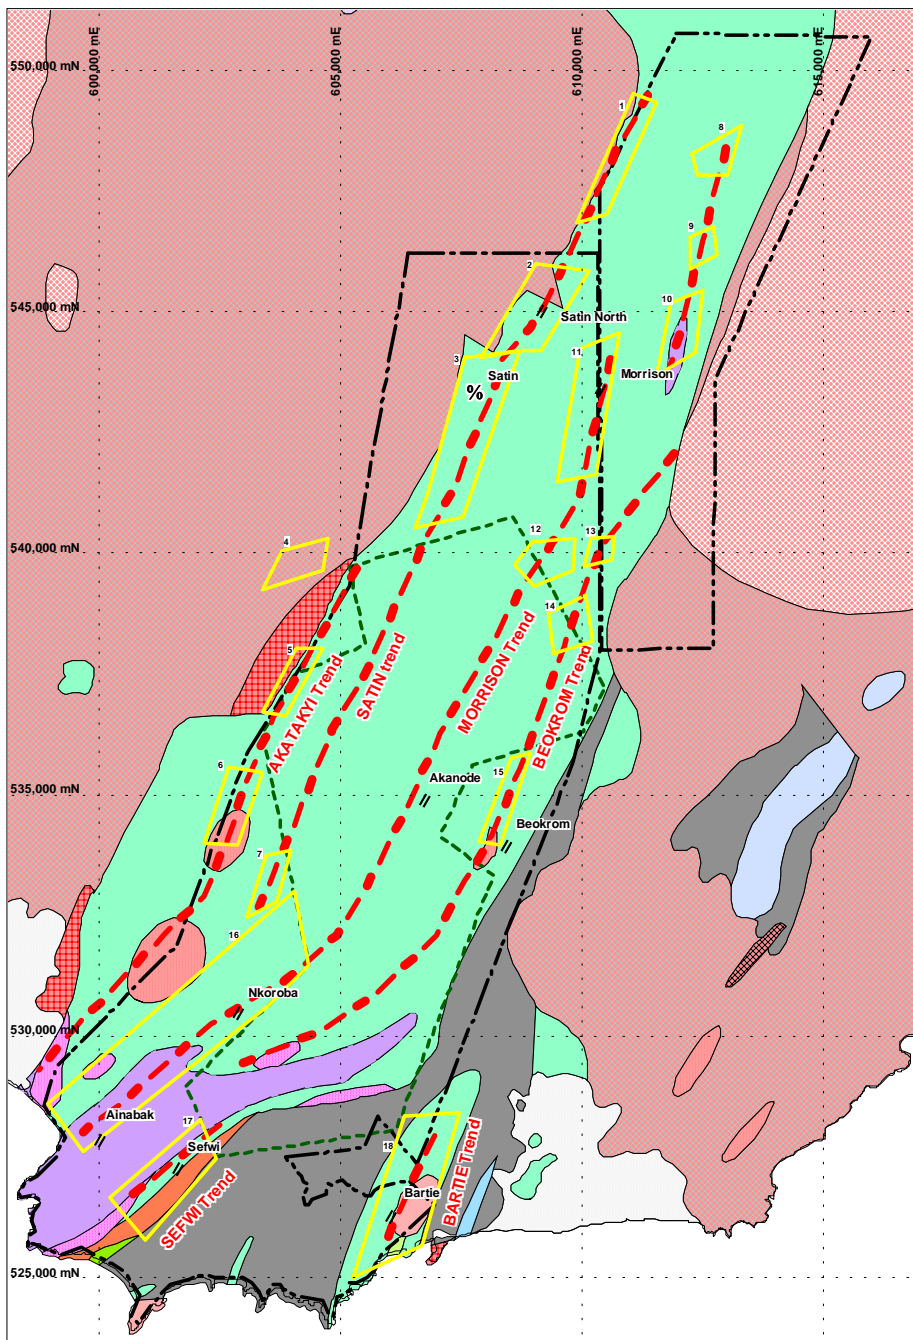 600,000 mE
605,000 mE
610,000 mE
615,000 mE
550,000 mN
1
8
9
2
10
545,000 mN
Satin North
11
3
Satin
Morrison
%
540,000 mN
12
13
4
14
5
AKATAKYI Trend
SATIN trend
MORRISON Trend
BEOKROM Trend
6
15
Akanode
535,000 mN
Beokrom
7
16
Nkoroba
530,000 mN
Ainabak
17
Sefwi
18
SEFWI Trend
Bartie
BARTIE Trend
525,000 mN